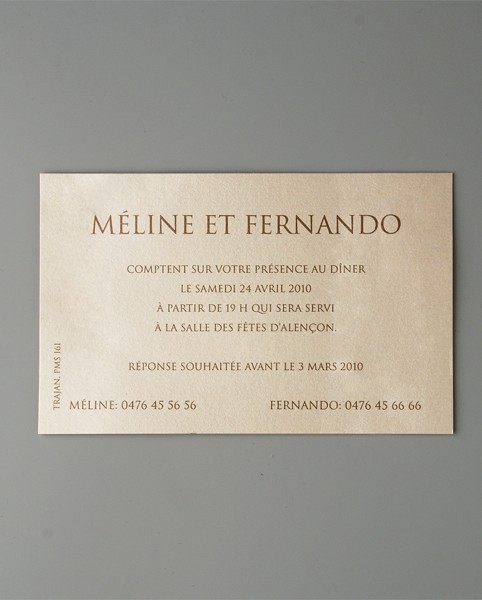 MÉLINE ET FERNANDO
COMPTENT SUR VOTRE PRÉSENCE AU DÎNER
LE SAMEDI 24 AVRIL 2010
À PARTIR DE 19 H QUI SERA SERVI
À LA SALLE DES FÊTES D'ALENÇON.
RÉPONSE SOUHAITÉE AVANT LE 3 MARS 2010
MÉLINE: 0476 45 56 56
FERNANDO: 0476 45 66 66
TRAJAN. PMS 161